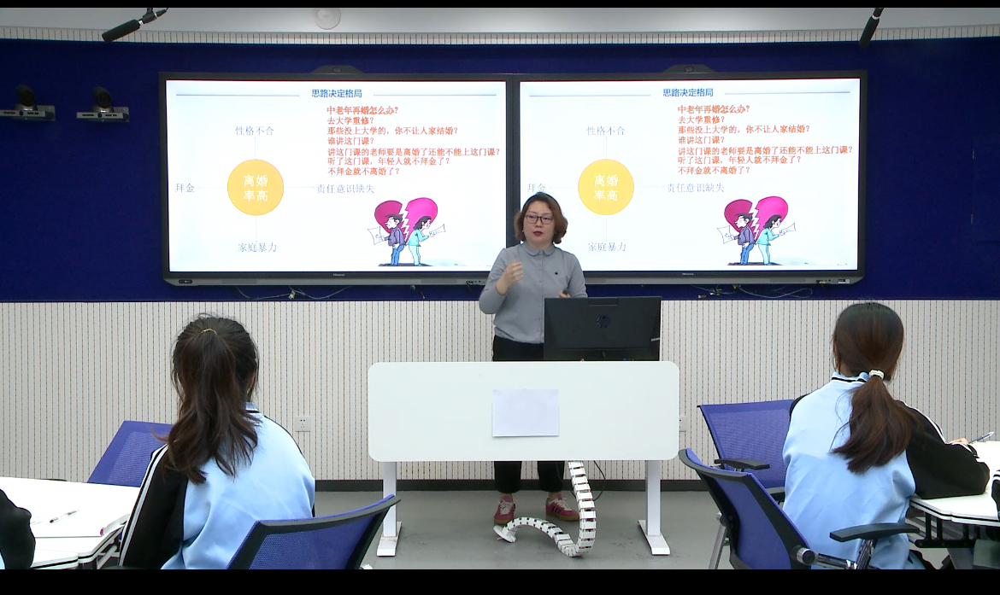 思路决定格局
中老年再婚怎么办?
去大学重修?
那些没上大学的，你不让人家结婚?
谁讲这门课?
讲这门课的老师要是离婚了还能不能上这门课?
听了这门课，年轻人就不拜金了?
不拜金就不离婚了?
性格不合
离婚
率高
拜金
责任意识缺失
家庭暴力
思路决定格局
中老年再婚怎么办?
去大学重修?
那些没上大学的，你不让人家结婚?
谁讲这门课?
讲这门课的老师要是离婚了还能不能上这门课?
听了这门课，年轻人就不拜金了?
不拜金就不离婚了?
性格不合
离婚
率高
拜金
责任意识缺失
家庭暴力